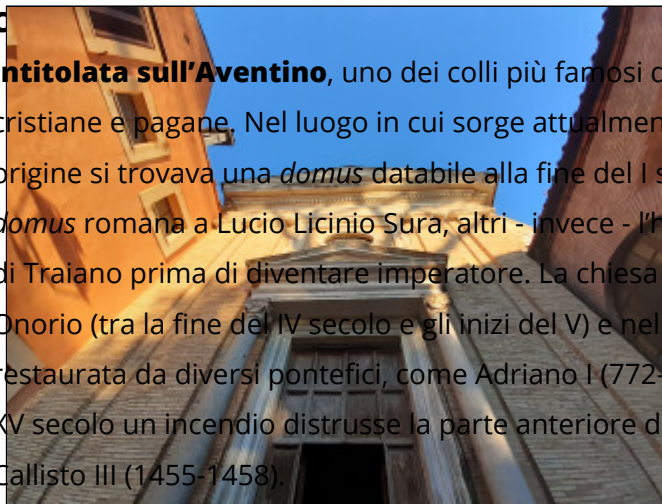 ntitolata sull'Aventino, uno dei colli più famosi
cristiane e pagane. Nel luogo in cui sorge attualmen
origine si trovava una domus databile alla fine del I s
domus romana a Lucio Licinio Sura, altri - invece - l'h
di Traiano prima di diventare imperatore. La chiesa
Onorio (tra la fine del IV secolo e gli inizi del V) e nel
restaurata da diversi pontefici, come Adriano I (772-
XV secolo un incendio distrusse la parte anteriore d
Callisto III (1455-1458).